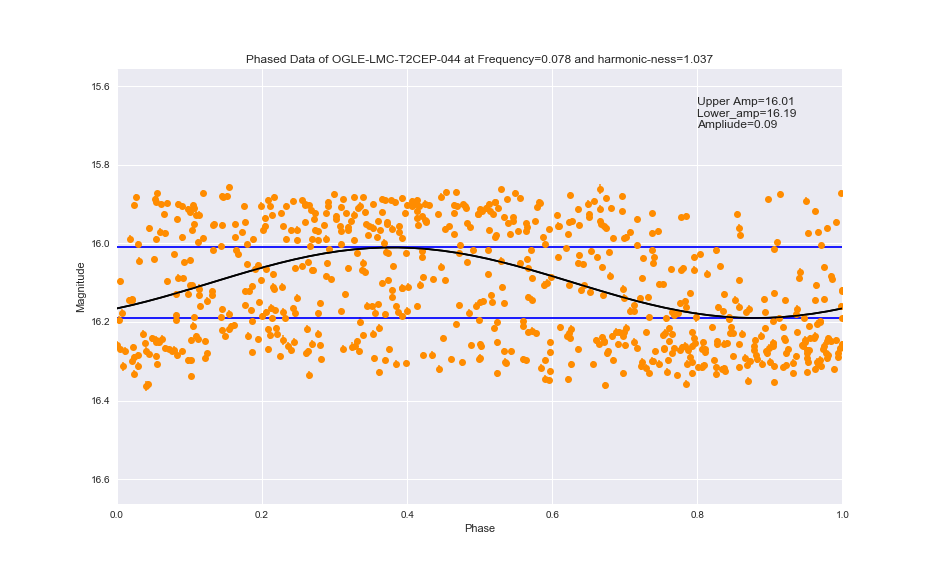 Phased Data of OGLE-LMC-T2CEP-044 at Frequency=0.078 and harmonic-ness=1.037
15.6
Upper Amp=16.01
Lower_amp=16.19
Ampliude=0.09
15.8
16.0
Magnitude
16.2
16.4
16.6
0.0 0.2 0.4 0.6 0.8 1.0
Phase